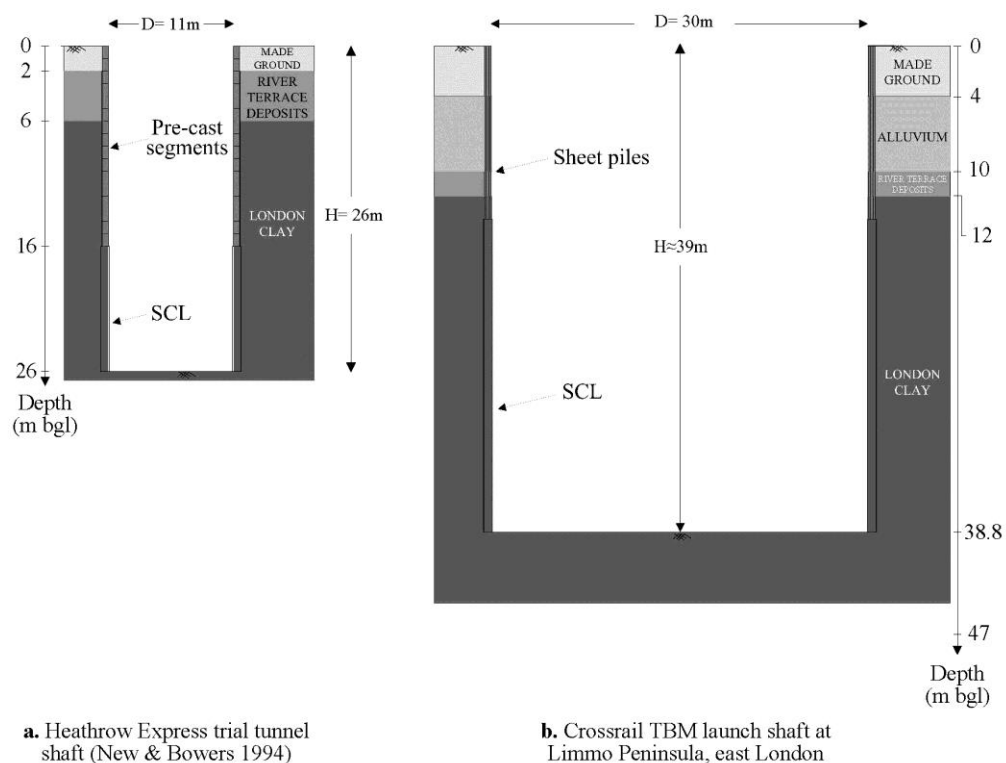 D= 11m
0
2
6
16
26
Depth
(m bgl)
MADE
GROUND
RIVER
TERRACE
DEPOSITS
LONDON
CLAY
Pre-cast
segments
SCL
H= 26m
a. Heathrow Express trial tunnel
shaft (New & Bowers 1994)
D= 30m
Sheet piles
H≈39m
SCL
MADE
GROUND
ALLUVIUM
RIVER TERRACE
DEPOSITS
LONDON
CLAY
0
4
10
12
38.8
47
Depth
(m bgl)
b. Crossrail TBM launch shaft at
Limmo Peninsula, east London